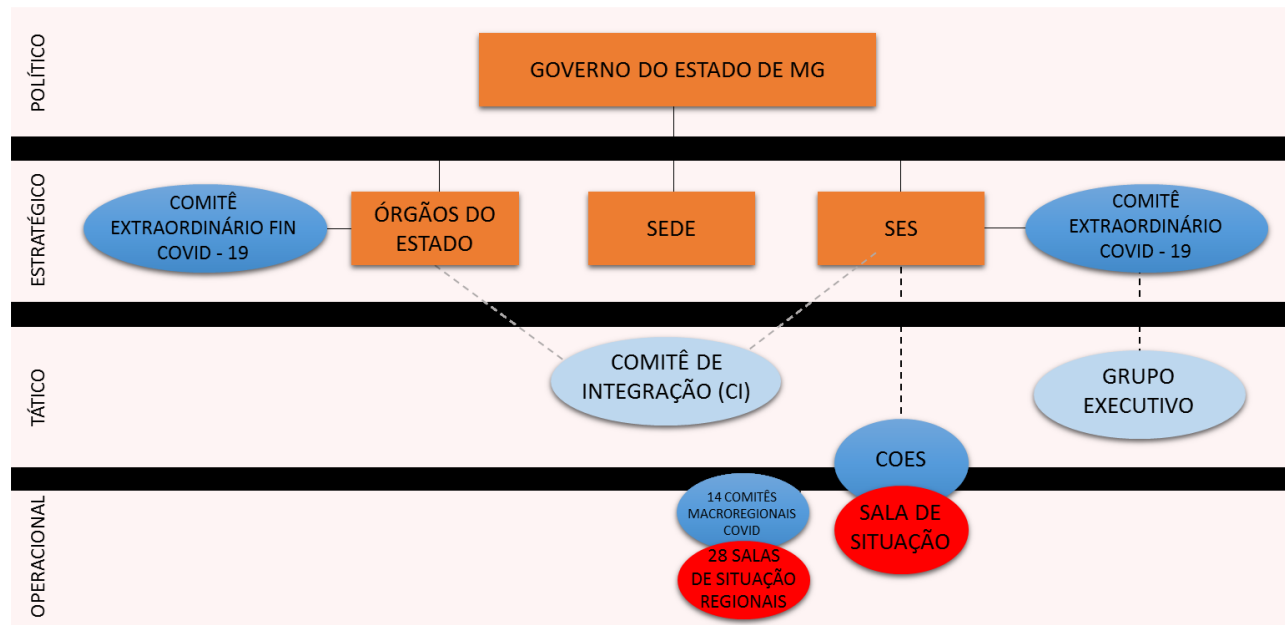 POLÍTICO
GOVERNO DO ESTADO DE MG
ESTRATÉGICO
COMITÊ
EXTRAORDINÁRIO FIN
COVID - 19
ÓRGÃOS DO
ESTADO
SEDE
SES
COMITÊ
EXTRAORDINÁRIO
COVID - 19
TÁTICO
COMITÊ DE
INTEGRAÇÃO (CI)
GRUPO
EXECUTIVO
COES
OPERACIONAL
14 COMITÊS
MACROREGIONAIS
COVID
28 SALAS
DE SITUAÇÃO
REGIONAIS
SALA DE
SITUAÇÃO